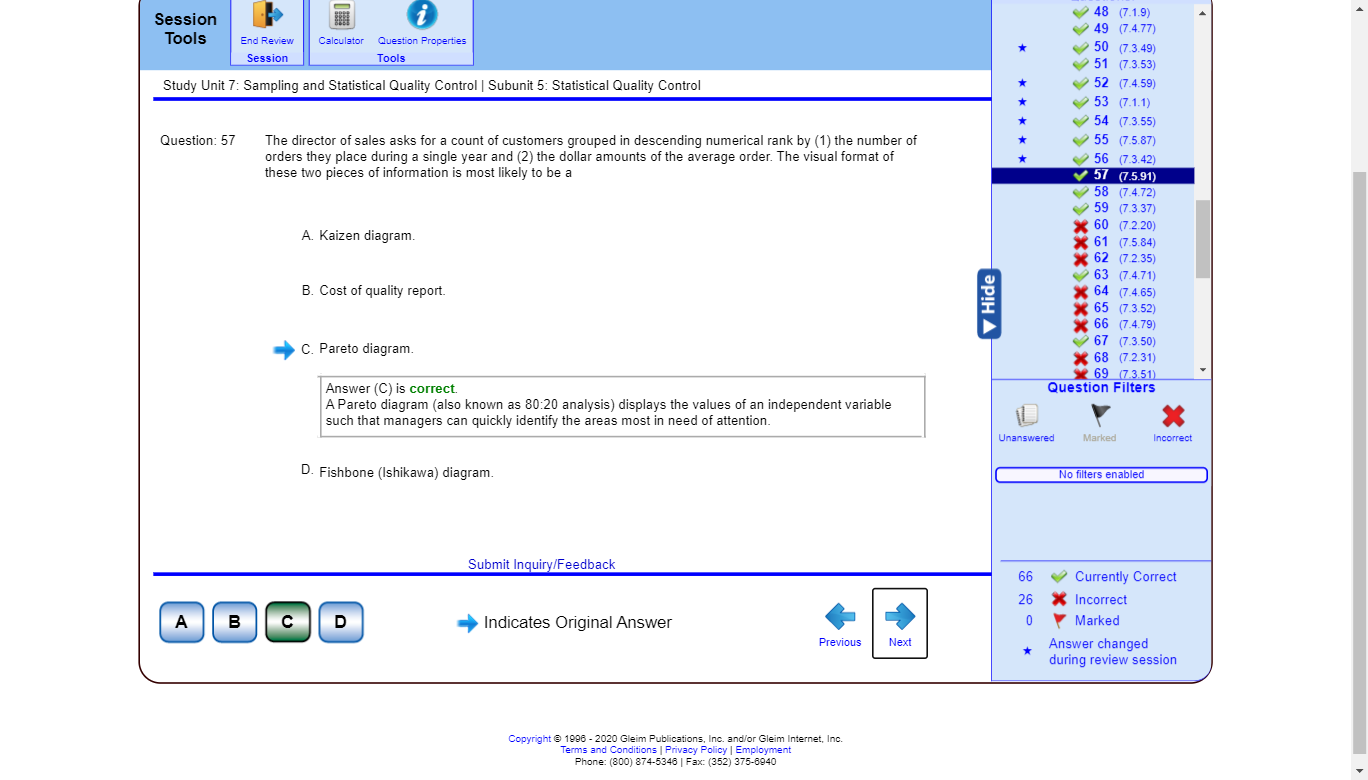 Session
Tools
End Review
Session
Calculator
Question Properties
Tools
Study Unit 7: Sampling and Statistical Quality Control | Subunit 5: Statistical Quality Control
Question: 57
The director of sales asks for a count of customers grouped in descending numerical rank by (1) the number of
orders they place during a single year and (2) the dollar amounts of the average order. The visual format of
these two pieces of information is most likely to be a
A. Kaizen diagram.
B. Cost of quality report.
C. Pareto diagram.
Answer (C) is correct.
A Pareto diagram (also known as 80:20 analysis) displays the values of an independent variable
such that managers can quickly identify the areas most in need of attention.
D. Fishbone (Ishikawa) diagram.
Submit Inquiry/Feedback
A
B
C
D
Indicates Original Answer
Previous
Next
48 (7.1.9)
49 (7.4.77)
50 (7.3.49)
51 (7.3.53)
52 (7.4.59)
53 (7.1.1)
54 (7.3.55)
55 (7.5.87)
56 (7.3.42)
57 (7.5.91)
58 (7.4.72)
59 (7.3.37)
60 (7.2.20)
61 (7.5.84)
62 (7.2.35)
63 (7.4.71)
64 (7.4.65)
65 (7.3.52)
66 (7.4.79)
67 (7.3.50)
68 (7.2.31)
69 (7.3.51)
Hide
Question Filters
Unanswered
Marked
Incorrect
No filters enabled
66 Currently Correct
26 Incorrect
0 Marked
Answer changed
during review session
Copyright © 1996 - 2020 Gleim Publications, Inc. and/or Gleim Internet, Inc.
Terms and Conditions | Privacy Policy | Employment
Phone: (800) 874-5346 | Fax: (352) 375-6940